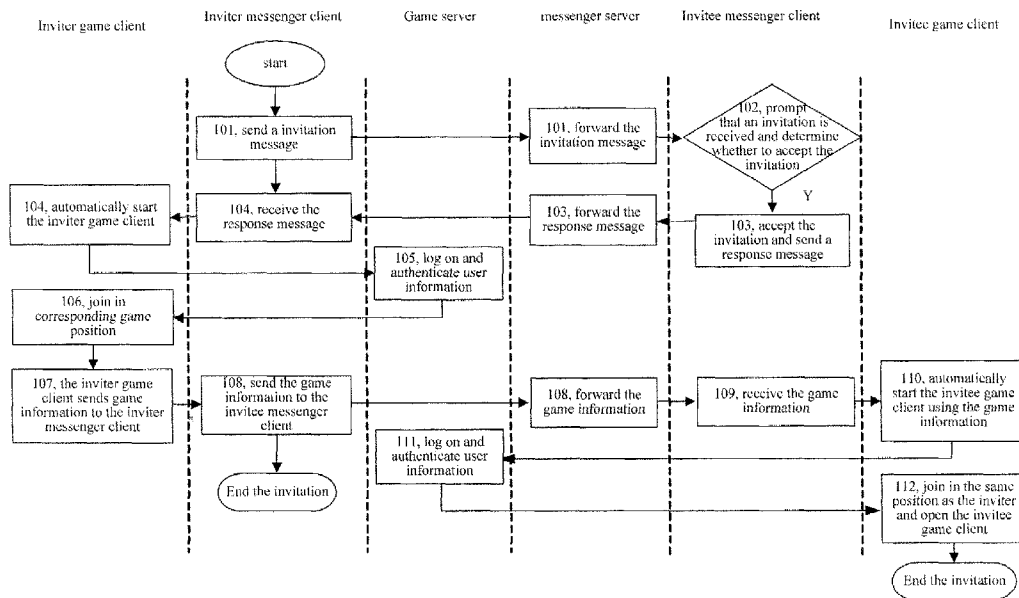 Inviter game client
Inviter messenger client
Game server
messenger server
Invitee messenger client
Invitee game client
start
101, send a invitation
message
101, forward the
invitation message
102, prompt
that an invitation is
received and determine
whether to accept the
invitation
Y
104, automatically start
the inviter game client
104, receive the
response message
103, forward the
response message
103, accept the
invitation and send a
response message
105, log on and
authenticate user
information
106, join in
corresponding game
position
107, the inviter game
client sends game
information to the inviter
messenger client
108, send the game
information to the
invitee messenger
client
108, forward the
game information
109, receive the game
information
110, automatically
start the invitee game
client using the game
information
111, log on and
authenticate user
information
End the invitation
112, join in the same
position as the inviter
and open the invitee
game client
End the invitation